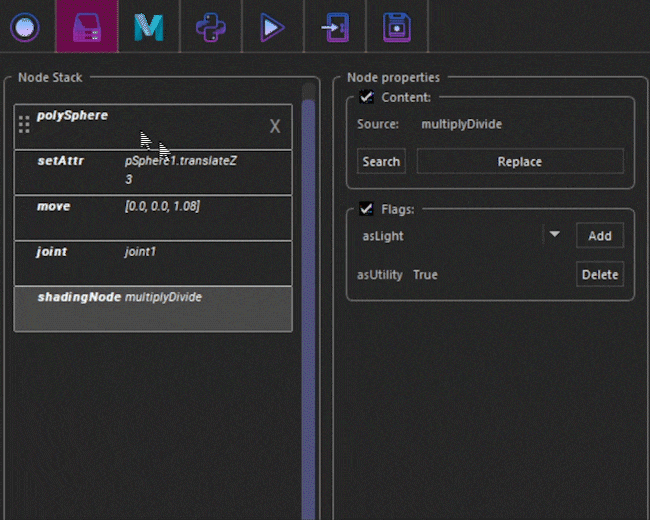 Node Stack
polySphere
X
setAttr pSphere1.translateZ
3
move [0.0, 0.0, 1.08]
joint joint1
shadingNode multiplyDivide
Node properties
Content:
Source: multiplyDivide
Search Replace
Flags:
asLight Add
asUtility True Delete